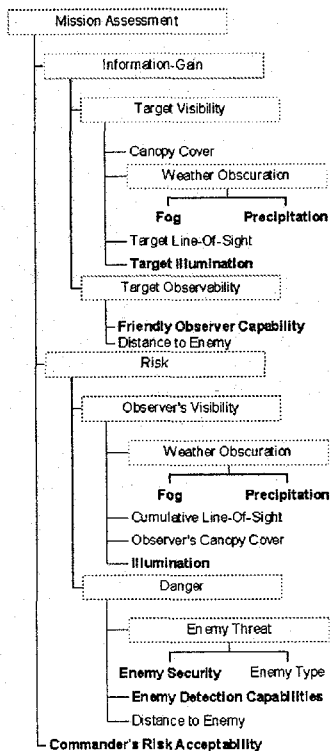 Mission Assessment
Information-Gain
Target Visibility
Canopy Cover
Weather Obscuration
Fog Precipitation
Target Line-Of-Sight
Target Illumination
Target Observability
Friendly Observer Capability
Distance to Enemy
Risk
Observer's Visibility
Weather Obscuration
Fog Precipitation
Cumulative Line-Of-Sight
Observer's Canopy Cover
Illumination
Danger
Enemy Threat
Enemy Security Enemy Type
Enemy Detection Capabilities
Distance to Enemy
Commander's Risk Acceptability